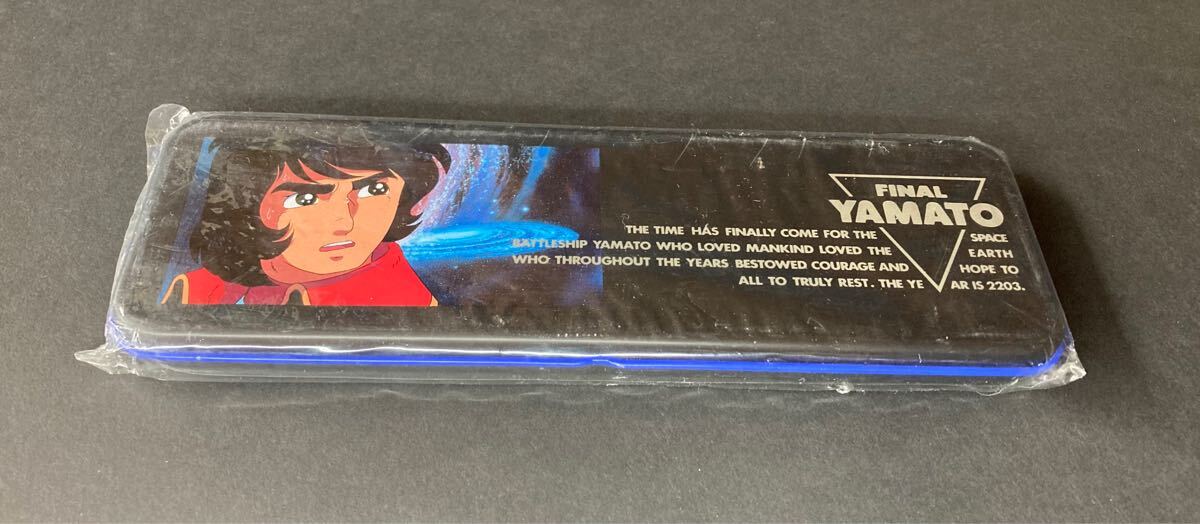 FINAL
YAMATO
THE TIME HAS FINALLY COME FOR THE SPACE
BATTLESHIP YAMATO WHO LOVED MANKIND LOVED THE EARTH
WHO THROUGHOUT THE YEARS BESTOWED COURAGE AND HOPE TO
ALL TO TRULY REST. THE YE AR IS 2203.